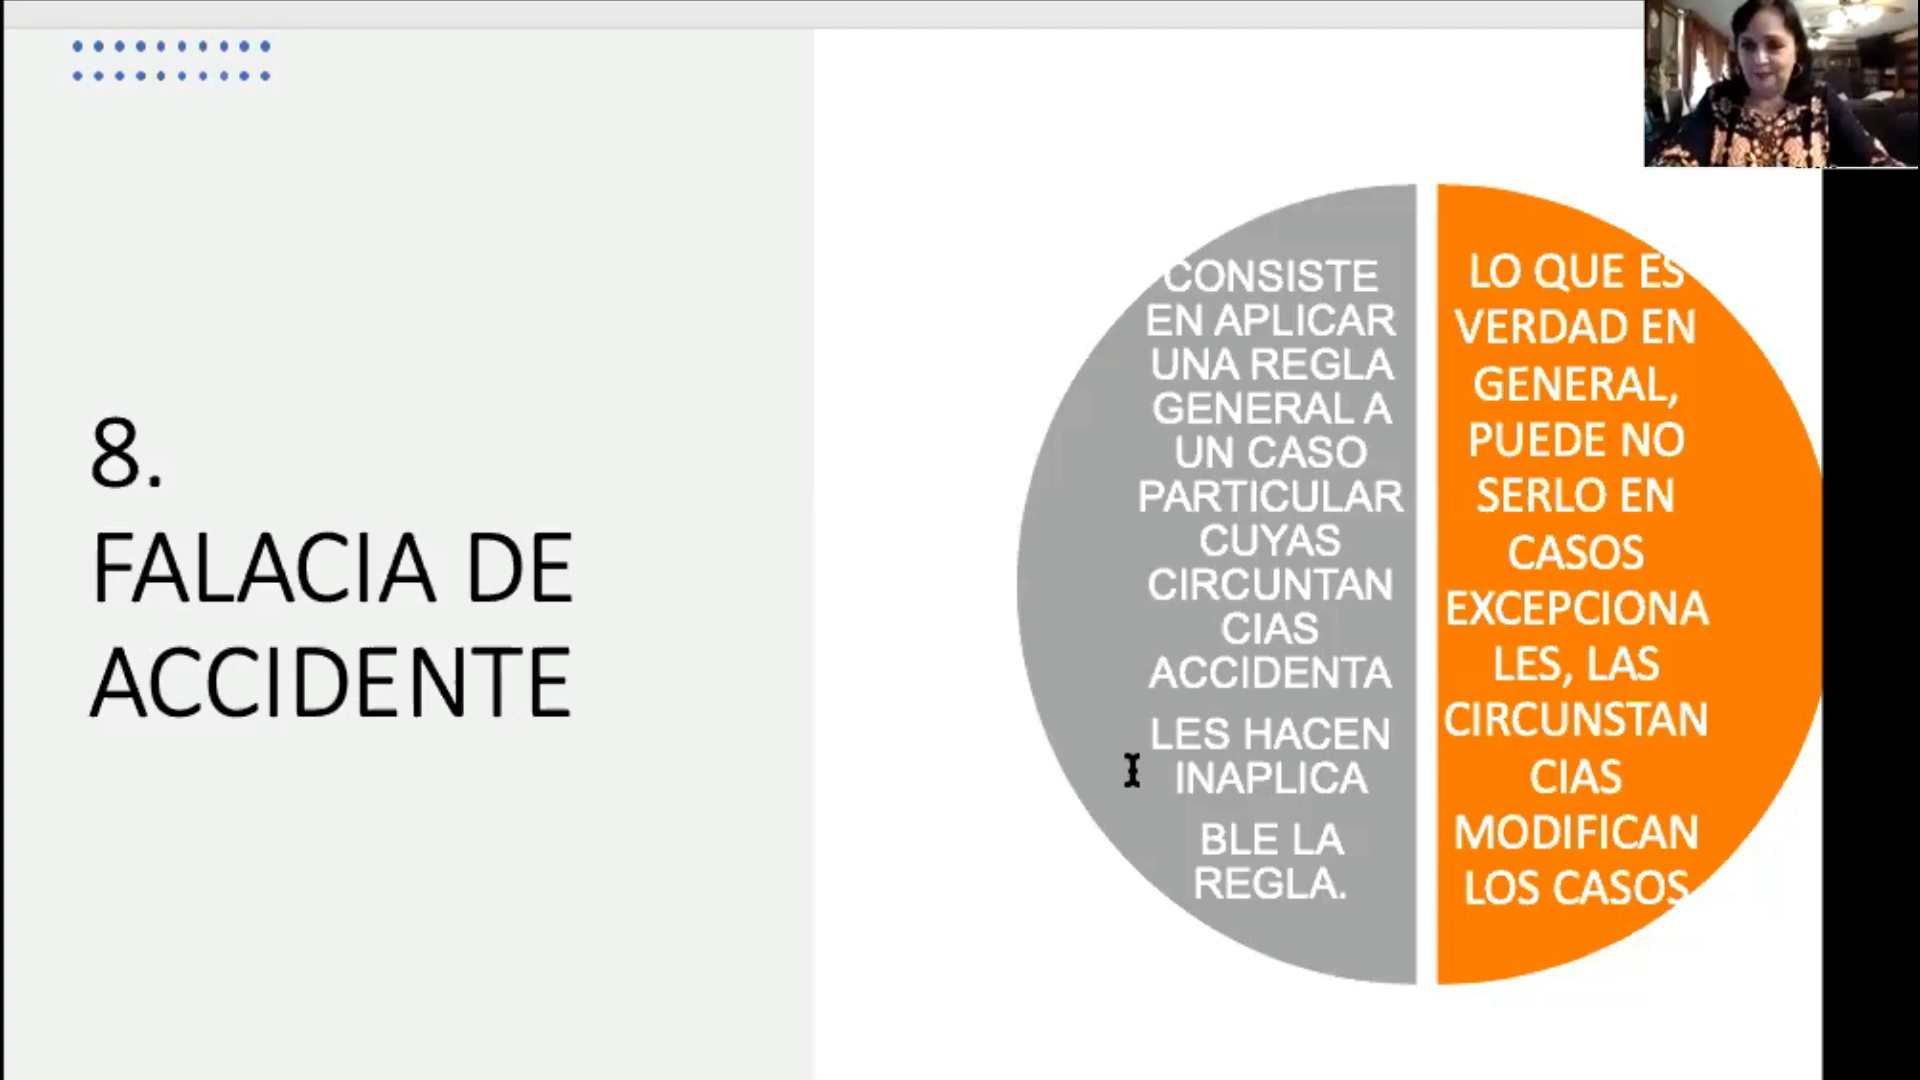 8.
FALACIA DE
ACCIDENTE
CONSISTE
EN APLICAR
UNA REGLA
GENERAL A
UN CASO
PARTICULAR
CUYAS
CIRCUNTAN
CIAS
ACCIDENTA
LES HACEN
INAPLICA
BLE LA
REGLA.
LO QUE ES
VERDAD EN
GENERAL,
PUEDE NO
SERLO EN
CASOS
EXCEPCIONA
LES, LAS
CIRCUNSTAN
CIAS
MODIFICAN
LOS CASOS